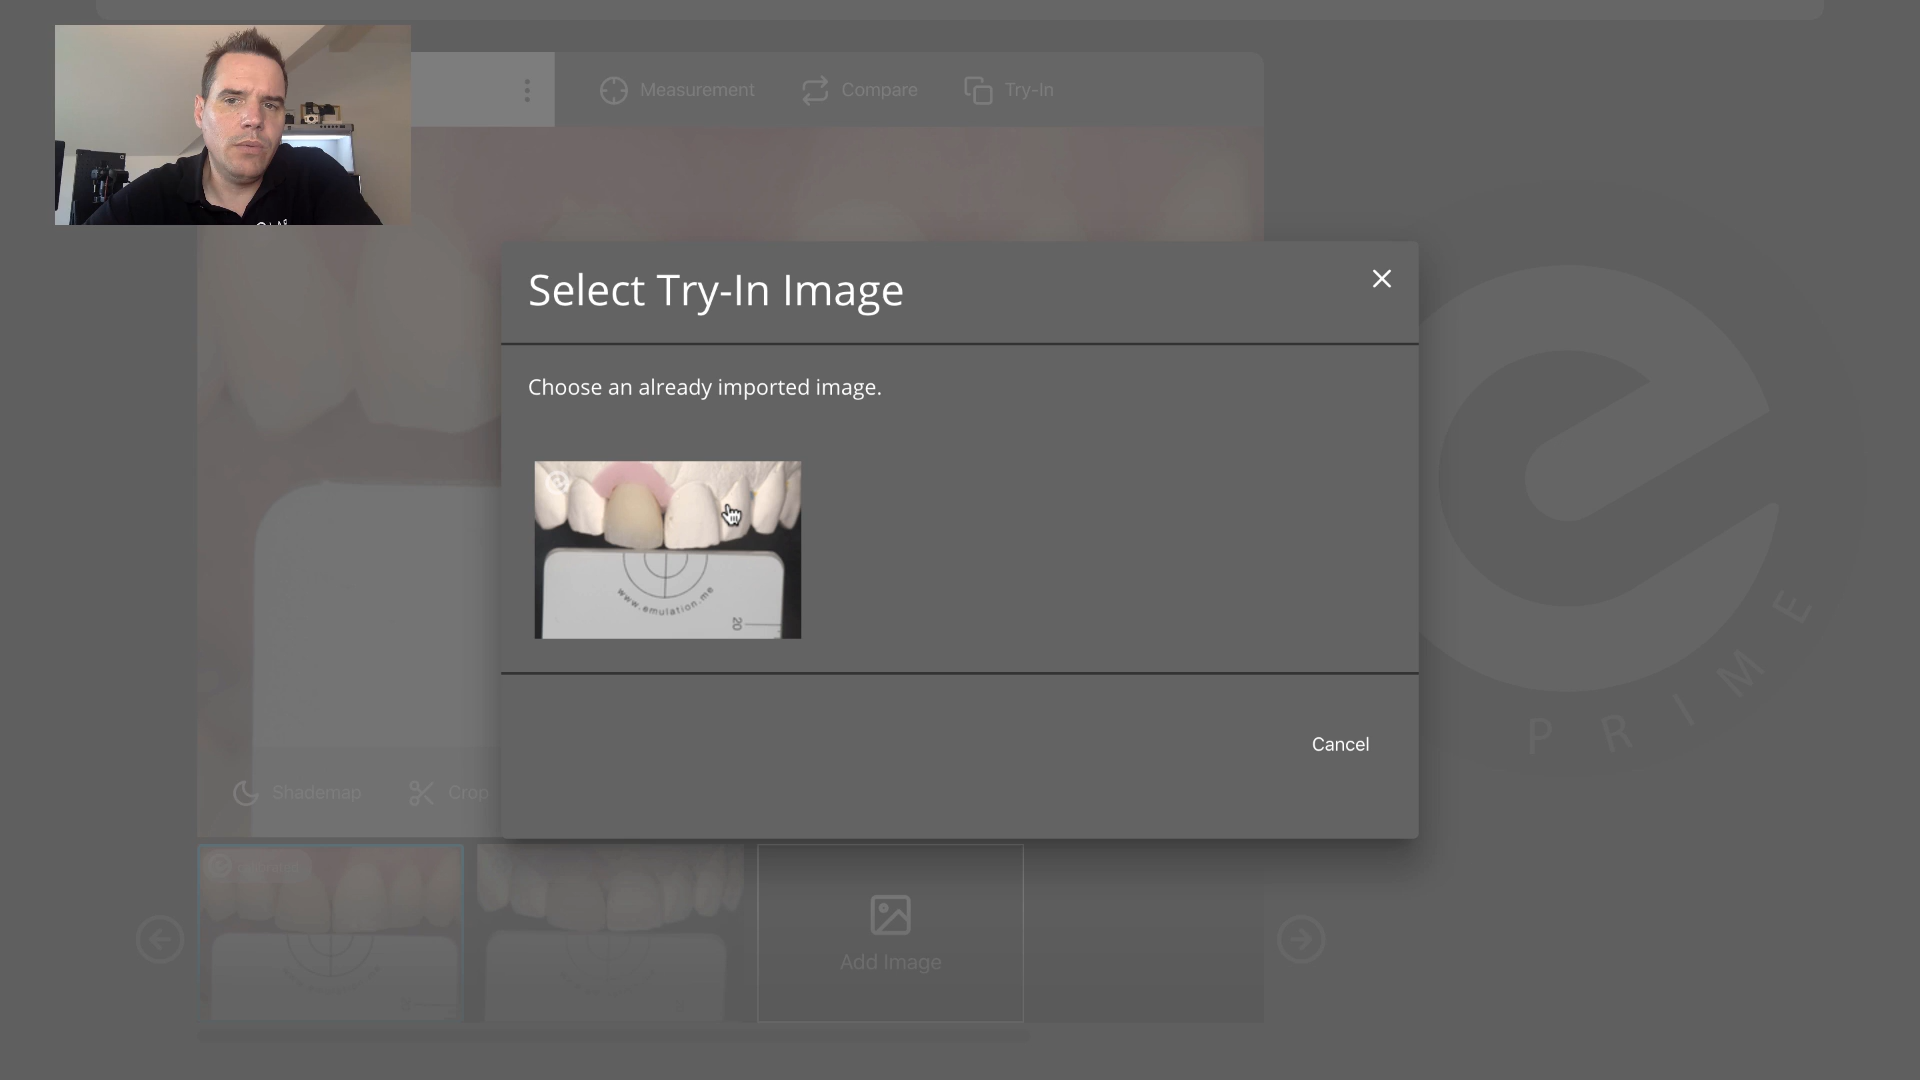 Measurement
Compare
Try-In
Select Try-In Image
Choose an already imported image.
www.emulation.me
20
Cancel
PRIME
Shademap
Crop
Add Image